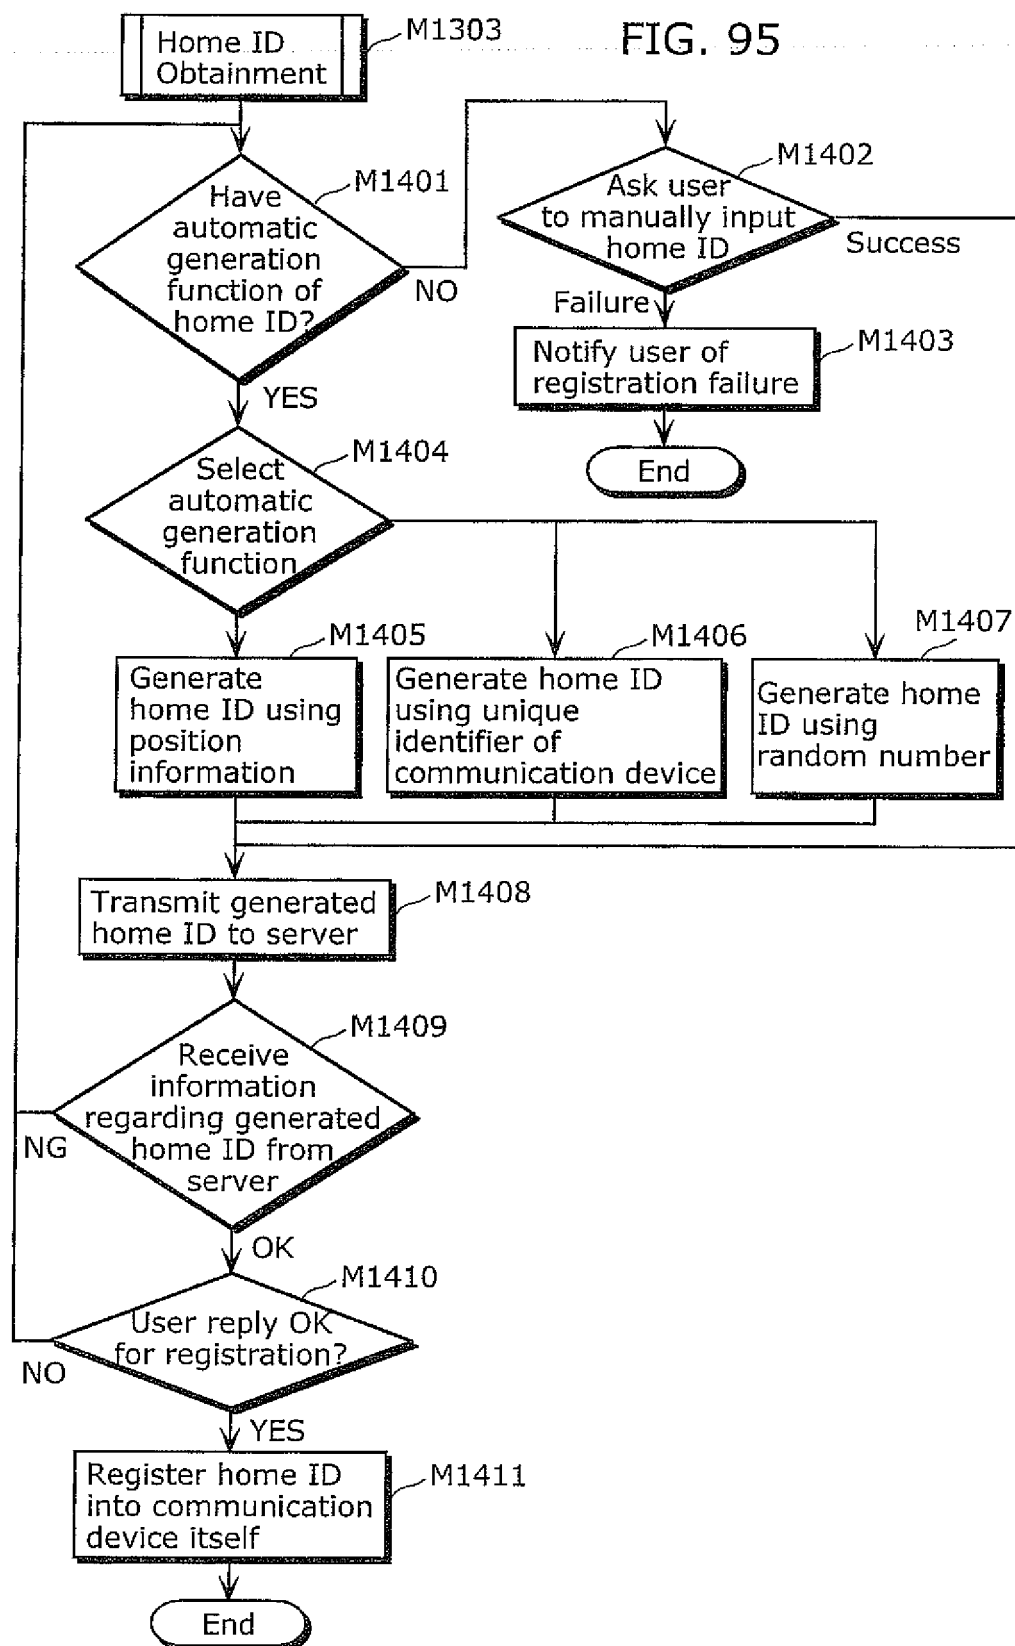 FIG. 95
Home ID
Obtainment
M1303
Have
automatic
generation
function of
home ID?
M1401
NO
YES
Ask user
to manually input
home ID
M1402
Success
Failure
Notify user of
registration failure
M1403
End
Select
automatic
generation
function
M1404
Generate
home ID using
position
information
M1405
Generate home ID
using unique
identifier of
communication device
M1406
Generate home
ID using
random number
M1407
Transmit generated
home ID to server
M1408
Receive
information
regarding generated
home ID from
server
M1409
NG
OK
User reply OK
for registration?
M1410
NO
YES
Register home ID
into communication
device itself
M1411
End